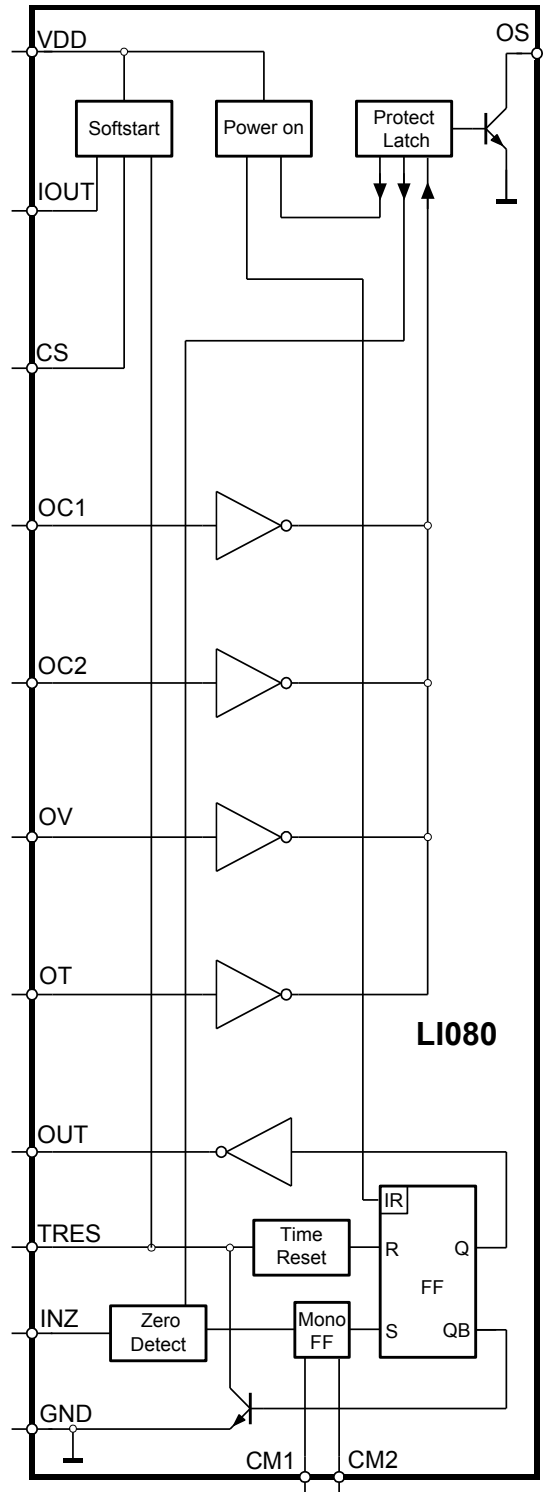 VDD
OS
Softstart
Power on
Protect
Latch
IOUT
CS
OC1
OC2
OV
OT
LI080
OUT
IR
TRES
Time
Reset
R
Q
FF
INZ
Zero
Detect
Mono
FF
S
QB
GND
CM1
CM2